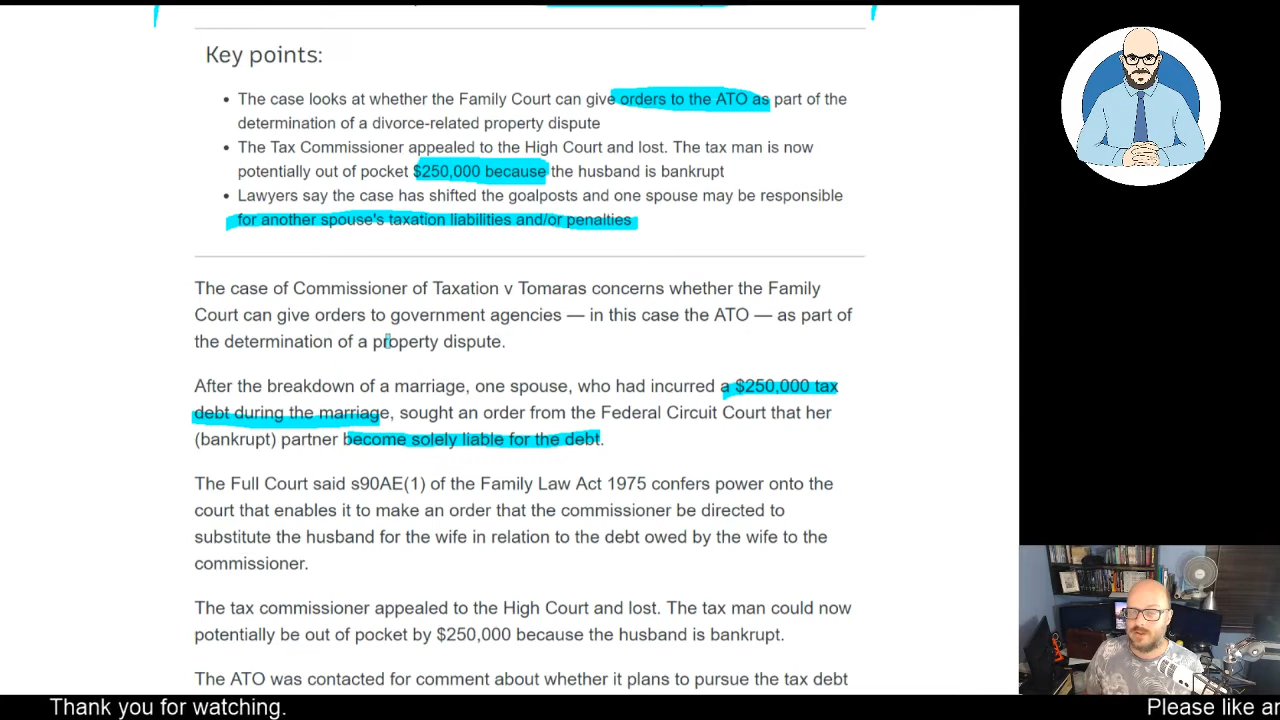 Key points:
• The case looks at whether the Family Court can give orders to the ATO as part of the
determination of a divorce-related property dispute
• The Tax Commissioner appealed to the High Court and lost. The tax man is now
potentially out of pocket $250,000 because the husband is bankrupt
• Lawyers say the case has shifted the goalposts and one spouse may be responsible
for another spouse's taxation liabilities and/or penalties
The case of Commissioner of Taxation v Tomaras concerns whether the Family
Court can give orders to government agencies — in this case the ATO — as part of
the determination of a property dispute.
After the breakdown of a marriage, one spouse, who had incurred a $250,000 tax
debt during the marriage, sought an order from the Federal Circuit Court that her
(bankrupt) partner become solely liable for the debt.
The Full Court said s90AE(1) of the Family Law Act 1975 confers power onto the
court that enables it to make an order that the commissioner be directed to
substitute the husband for the wife in relation to the debt owed by the wife to the
commissioner.
The tax commissioner appealed to the High Court and lost. The tax man could now
potentially be out of pocket by $250,000 because the husband is bankrupt.
The ATO was contacted for comment about whether it plans to pursue the tax debt
Thank you for watching. Please like